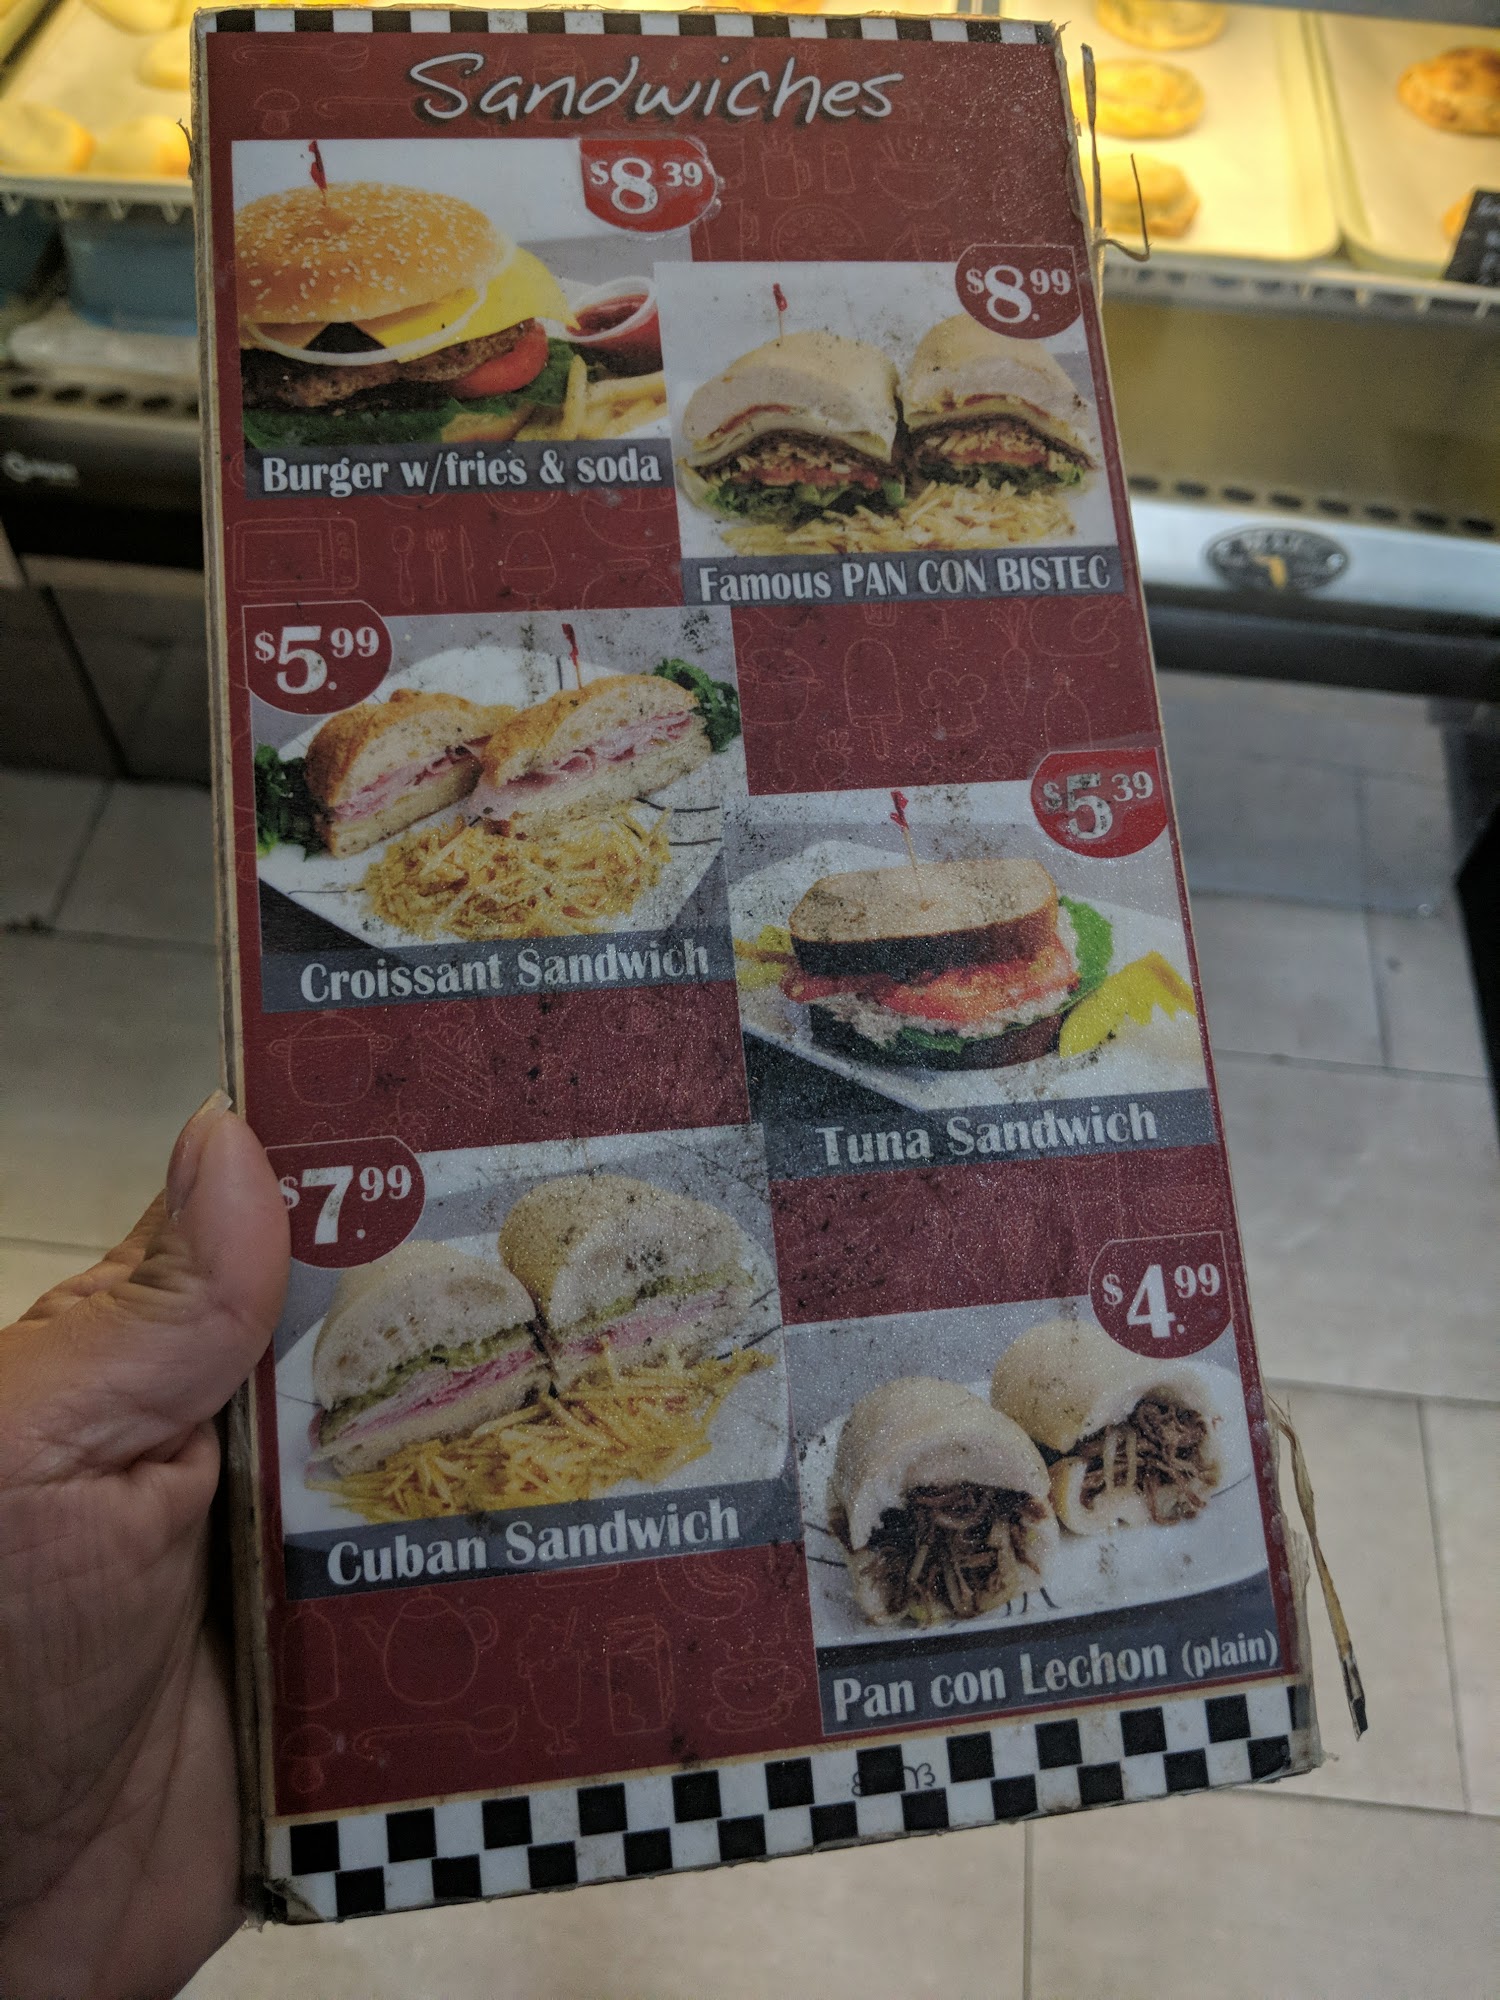 Sandwiches
$8 39
Burger w/fries & soda
$8.99
Famous PAN CON BISTEC
$5.99
Croissant Sandwich
$5 39
Tuna Sandwich
$7.99
Cuban Sandwich
$4.99
Pan con Lechon (plain)